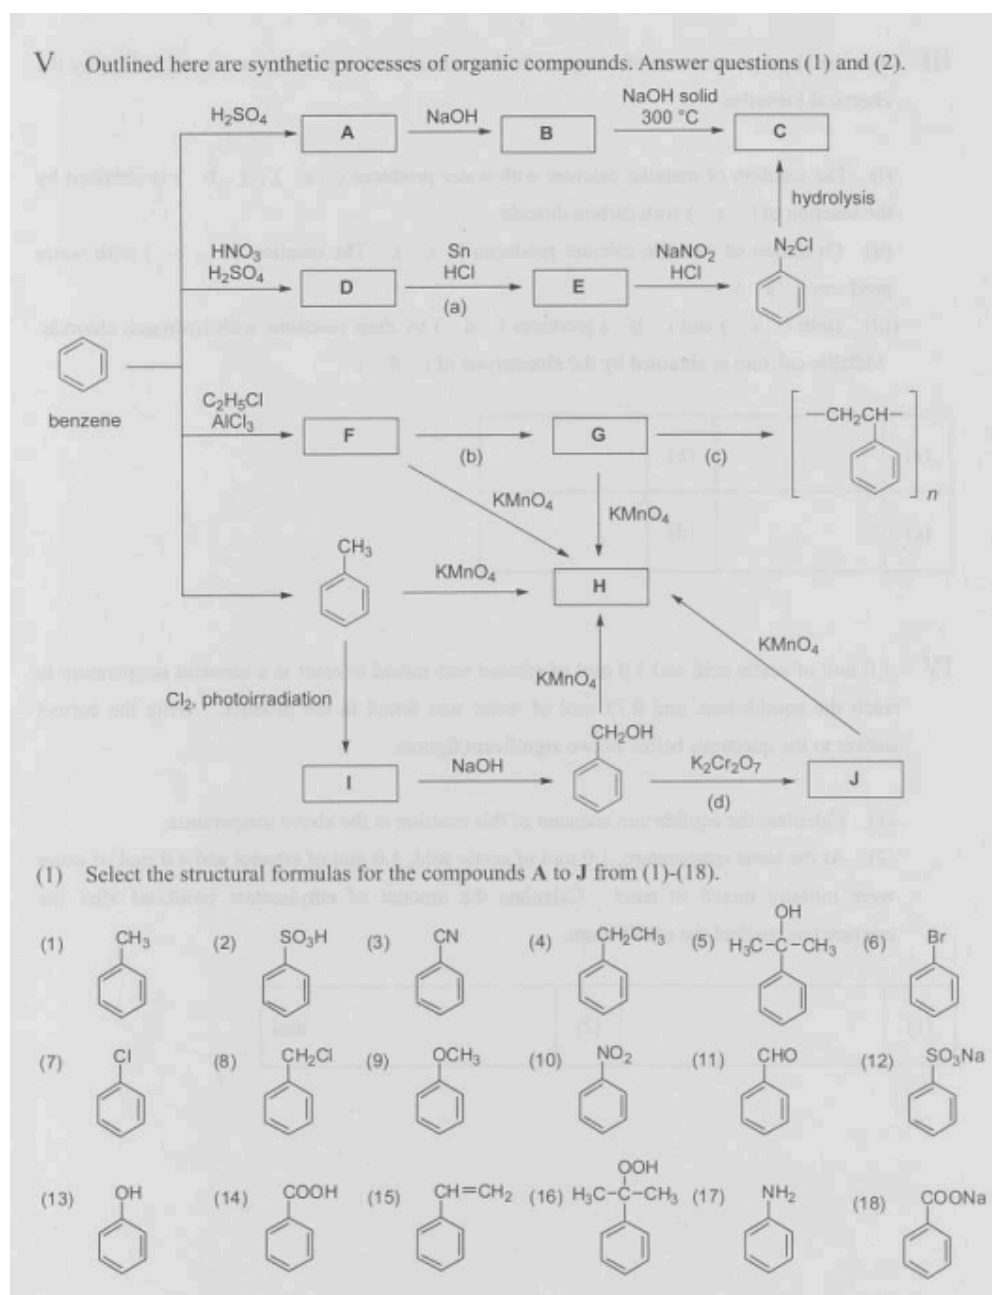 V Outlined here are synthetic processes of organic compounds. Answer questions (1) and (2).
H₂SO₄ A NaOH B NaOH solid
300 °C C
hydrolysis
HNO₃
H₂SO₄ D Sn
HCl
(a) E NaNO₂
HCl N₂Cl
benzene
C₂H₅Cl
AlCl₃ F (b) G (c) —CH₂CH— n
KMnO₄ KMnO₄
CH₃ KMnO₄ H
KMnO₄
Cl₂, photoirradiation KMnO₄
I NaOH CH₂OH K₂Cr₂O₇
(d) J
(1) Select the structural formulas for the compounds A to J from (1)-(18).
(1) CH₃ (2) SO₃H (3) CN (4) CH₂CH₃ (5) OH
H₃C–C–CH₃ (6) Br
(7) Cl (8) CH₂Cl (9) OCH₃ (10) NO₂ (11) CHO (12) SO₃Na
(13) OH (14) COOH (15) CH=CH₂ (16) OOH
H₃C–C–CH₃ (17) NH₂ (18) COONa